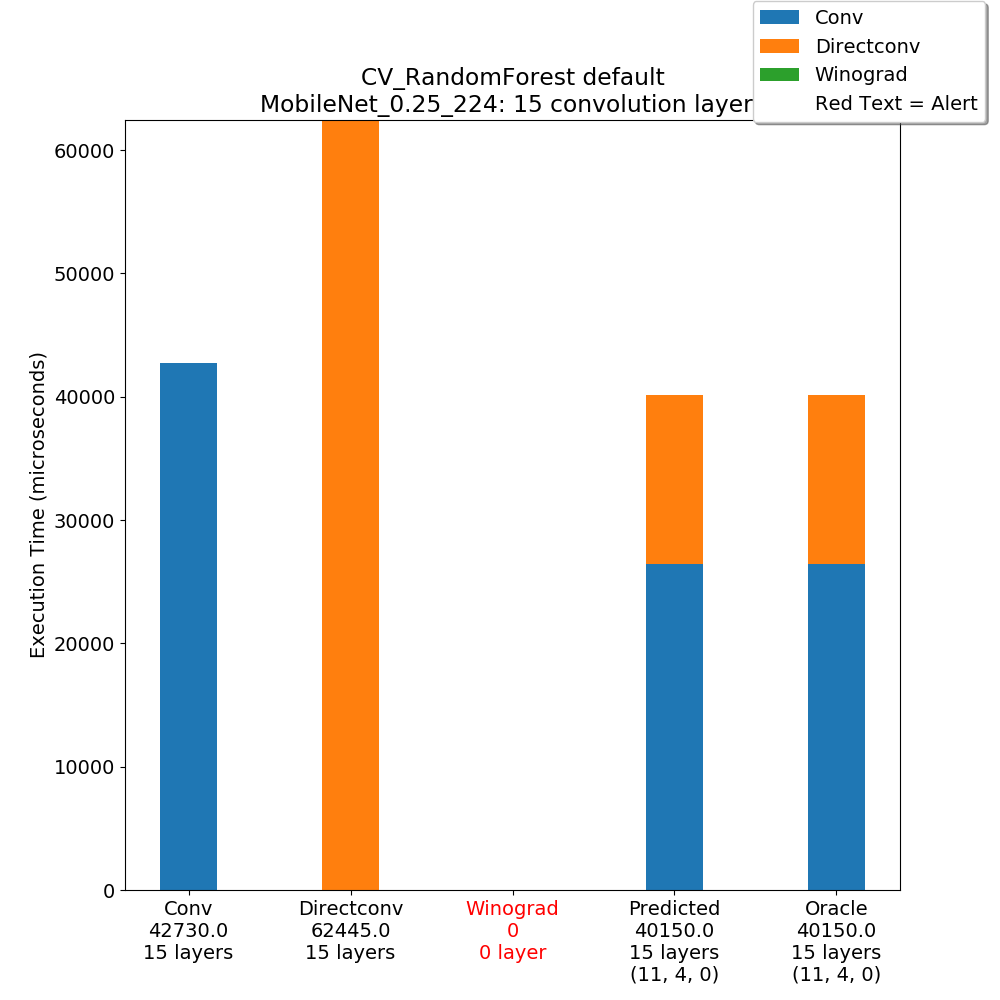 Conv
Directconv
Winograd
Red Text = Alert
CV_RandomForest default
MobileNet_0.25_224: 15 convolution layer
60000
50000
40000
30000
20000
10000
0
Execution Time (microseconds)
Conv
42730.0
15 layers
Directconv
62445.0
15 layers
Winograd
0
0 layer
Predicted
40150.0
15 layers
(11, 4, 0)
Oracle
40150.0
15 layers
(11, 4, 0)